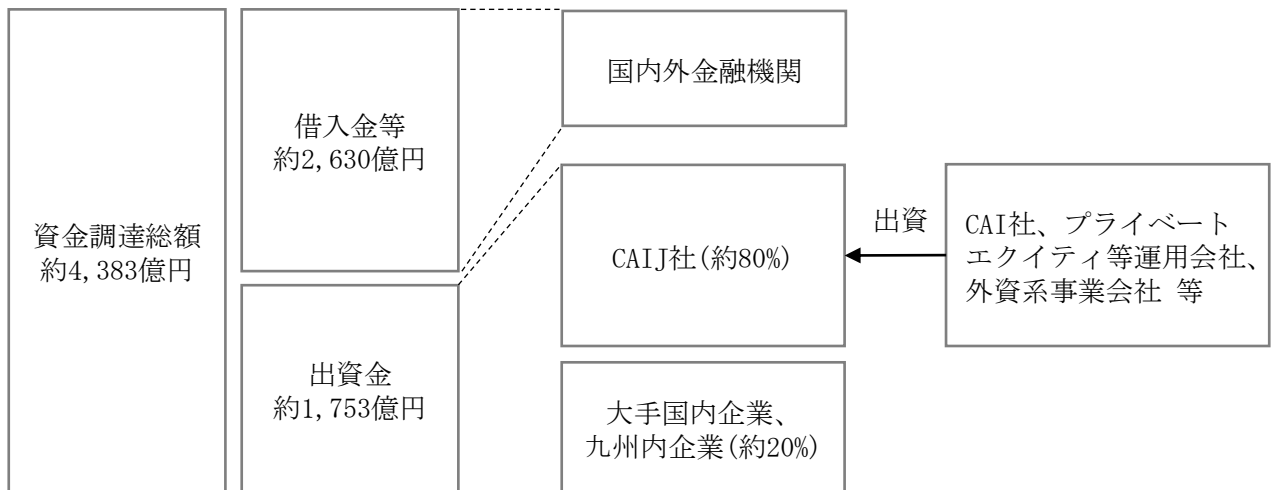 資金調達総額
約4,383億円
借入金等
約2,630億円
出資金
約1,753億円
国内外金融機関
CAIJ社(約80%)
大手国内企業、
九州内企業(約20%)
出資
CAI社、プライベート
エクイティ等運用会社、
外資系事業会社 等